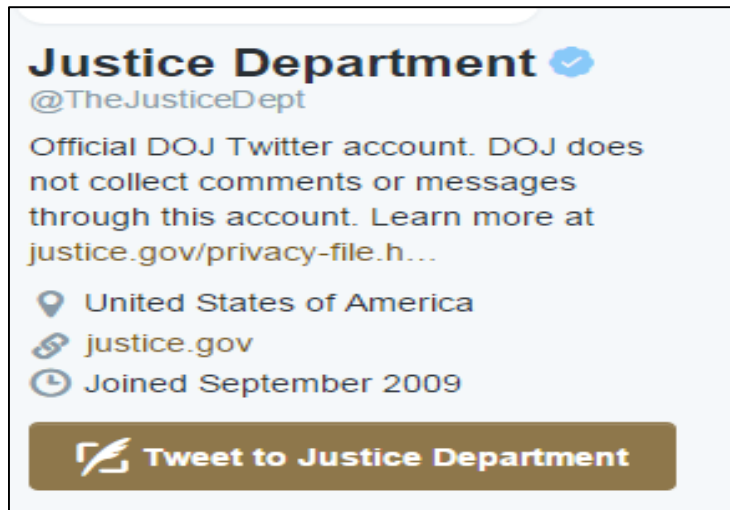 Justice Department
@TheJusticeDept
Official DOJ Twitter account. DOJ does
not collect comments or messages
through this account. Learn more at
justice.gov/privacy-file.h...
United States of America
justice.gov
Joined September 2009
Tweet to Justice Department